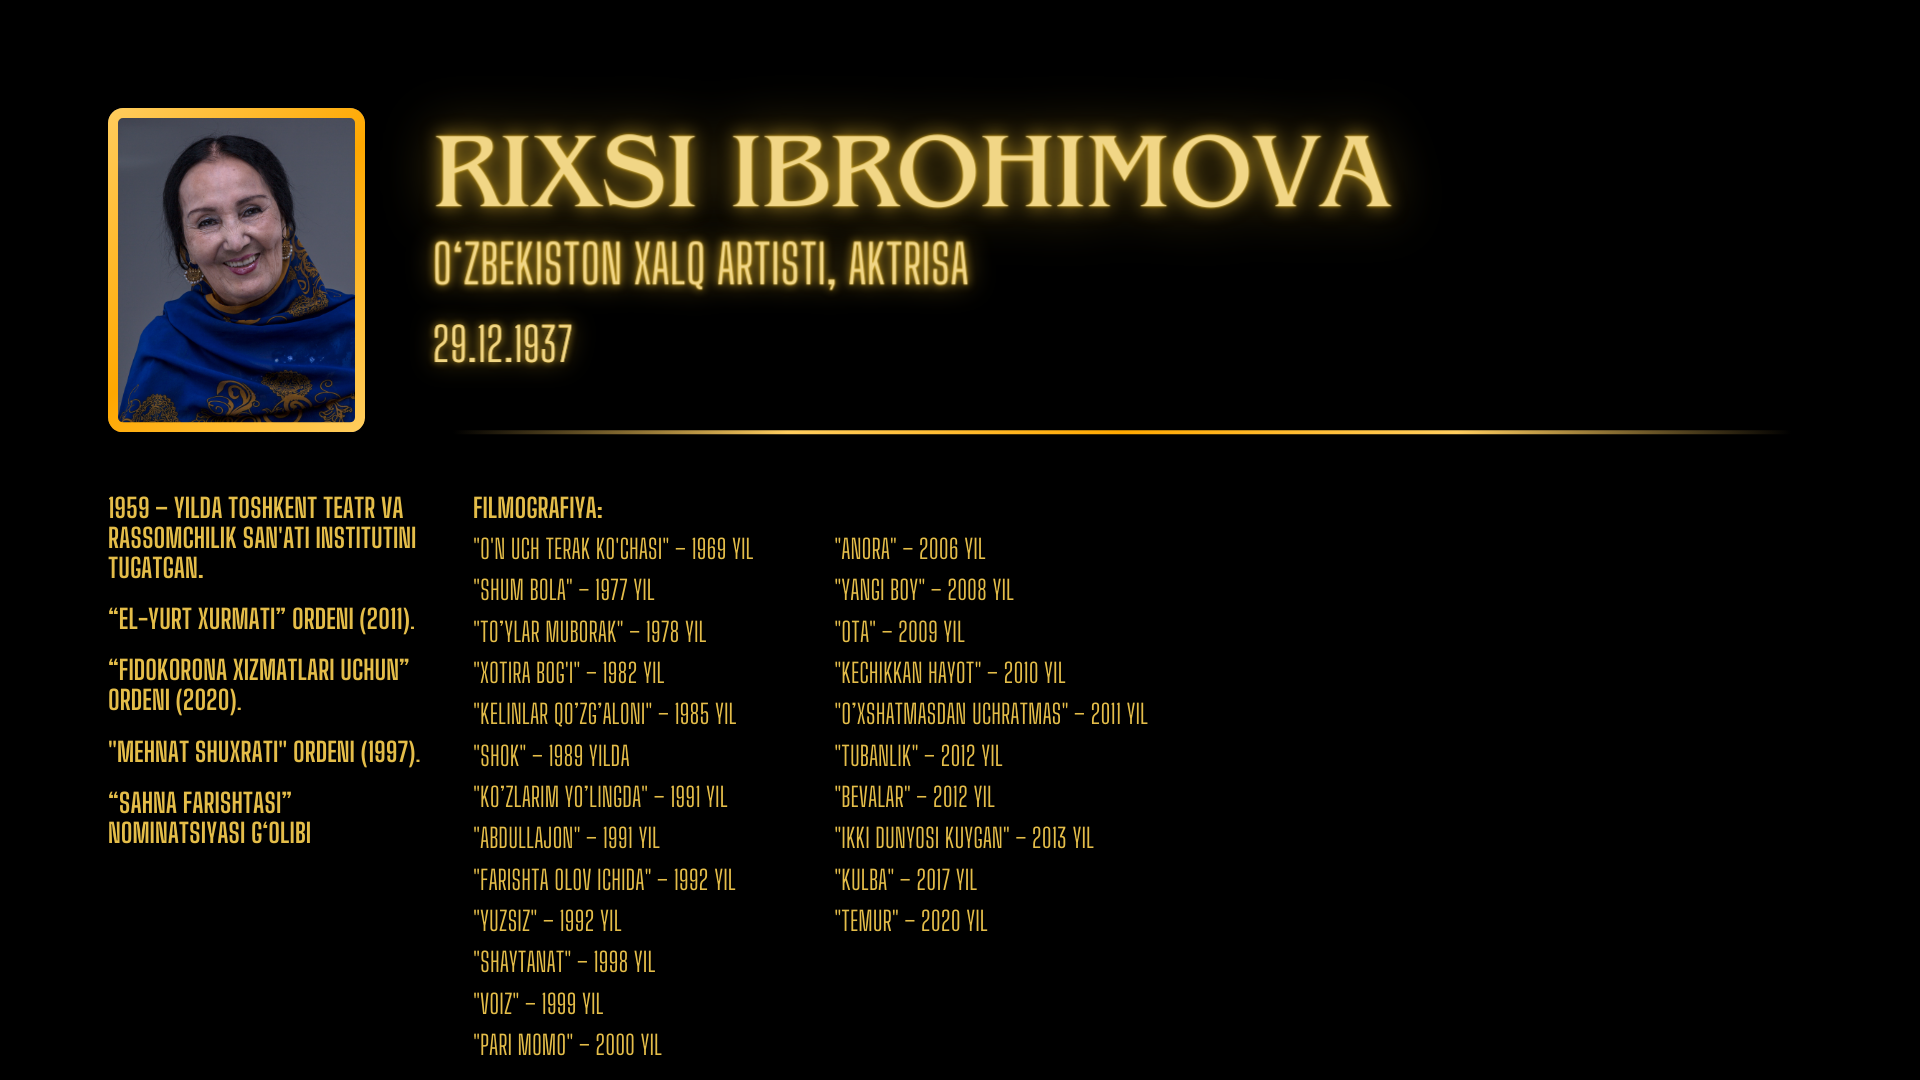 RIXSI IBROHIMOVA
O‘ZBEKISTON XALQ ARTISTI, AKTRISA
29.12.1937
1959 – YILDA TOSHKENT TEATR VA
RASSOMCHILIK SAN'ATI INSTITUTINI
TUGATGAN.
“EL-YURT XURMATI” ORDENI (2011).
“FIDOKORONA XIZMATLARI UCHUN”
ORDENI (2020).
"MEHNAT SHUXRATI" ORDENI (1997).
“SAHNA FARISHTASI”
NOMINATSIYASI G‘OLIBI
FILMOGRAFIYA:
"O'N UCH TERAK KO'CHASI" – 1969 YIL
"SHUM BOLA" – 1977 YIL
"TO’YLAR MUBORAK" – 1978 YIL
"XOTIRA BOG'I" – 1982 YIL
"KELINLAR QO’ZG’ALONI" – 1985 YIL
"SHOK" – 1989 YILDA
"KO’ZLARIM YO’LINGDA" – 1991 YIL
"ABDULLAJON" – 1991 YIL
"FARISHTA OLOV ICHIDA" – 1992 YIL
"YUZSIZ" – 1992 YIL
"SHAYTANAT" – 1998 YIL
"VOIZ" – 1999 YIL
"PARI MOMO" – 2000 YIL
"ANORA" – 2006 YIL
"YANGI BOY" – 2008 YIL
"OTA" – 2009 YIL
"KECHIKKAN HAYOT" – 2010 YIL
"O’XSHATMASDAN UCHRATMAS" – 2011 YIL
"TUBANLIK" – 2012 YIL
"BEVALAR" – 2012 YIL
"IKKI DUNYOSI KUYGAN" – 2013 YIL
"KULBA" – 2017 YIL
"TEMUR" – 2020 YIL